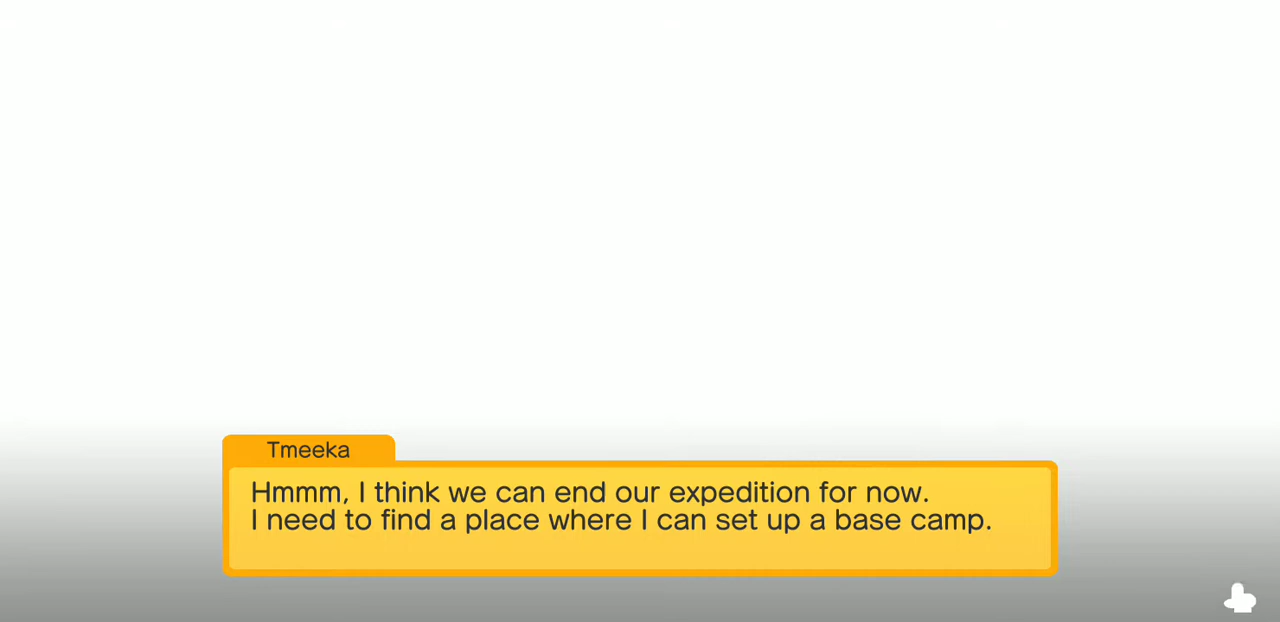 Tmeeka
Hmmm, I think we can end our expedition for now.
I need to find a place where I can set up a base camp.